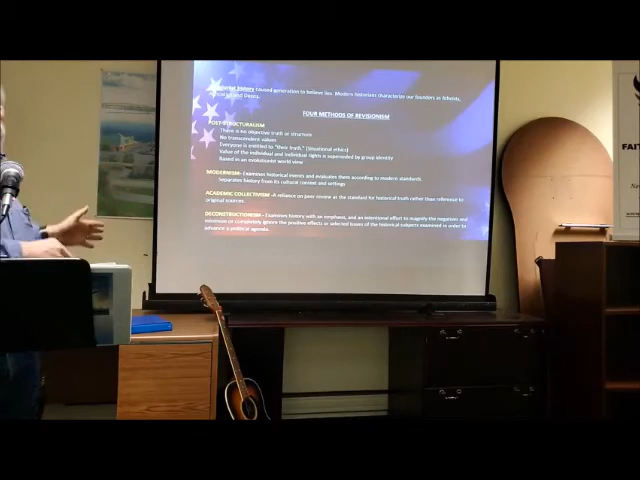 history caused generation to believe lies. Modern historians characterize our founders as Atheists,
and Deists.
FOUR METHODS OF REVISIONISM
POST-STRUCTURALISM
There is no objective truth or structure
No transcendent values
Everyone is entitled to "their truth." (Situational ethics)
Value of the individual and individual rights is superseded by group identity
Based in an evolutionist world view
MODERNISM- Examines historical events and evaluates them according to modern standards.
Separates history from its cultural context and settings
ACADEMIC COLLECTIVISM -A reliance on peer review as the standard for historical truth rather than reference to
original sources.
DECONSTRUCTIONISM - Examines history with an emphasis, and an intentional effort to magnify the negatives and
minimize or completely ignore the positive effects or selected issues of the historical subjects examined in order to
advance a political agenda.
FAIT